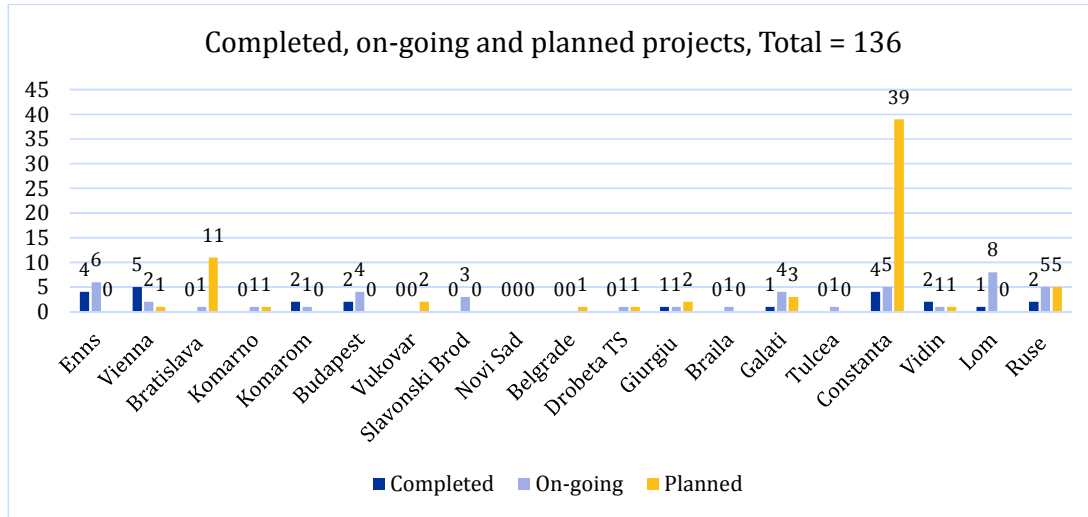 Completed, on-going and planned projects, Total = 136
45
40
35
30
25
20
15
10
5
0
4 6 0
5 2 1
0 1 11
0 1 1
2 1 0
2 4 0
0 0 2
0 3 0
0 0 0
0 0 1
0 1 1
1 1 2
0 1 0
1 4 3
0 1 0
4 5 39
2 1 1
1 8 0
2 5 5
Enns
Vienna
Bratislava
Komarno
Komarom
Budapest
Vukovar
Slavonski Brod
Novi Sad
Belgrade
Drobeta TS
Giurgiu
Braila
Galati
Tulcea
Constanta
Vidin
Lom
Ruse
Completed On-going Planned